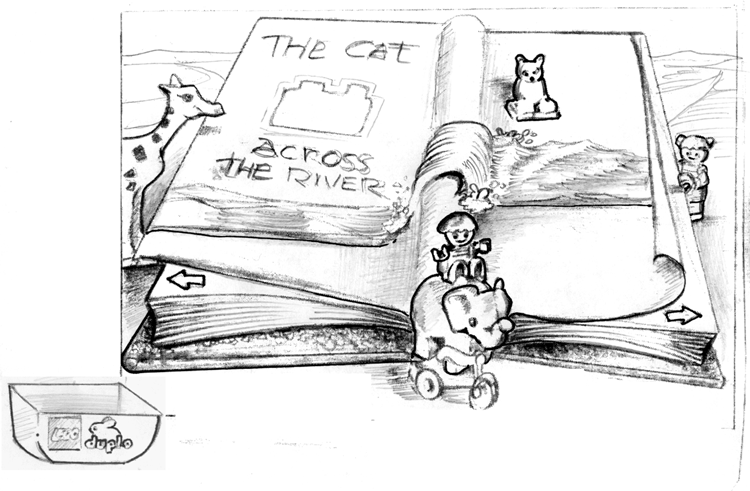 THE CAT
ACROSS
THE RIVER
LEGO
duplo